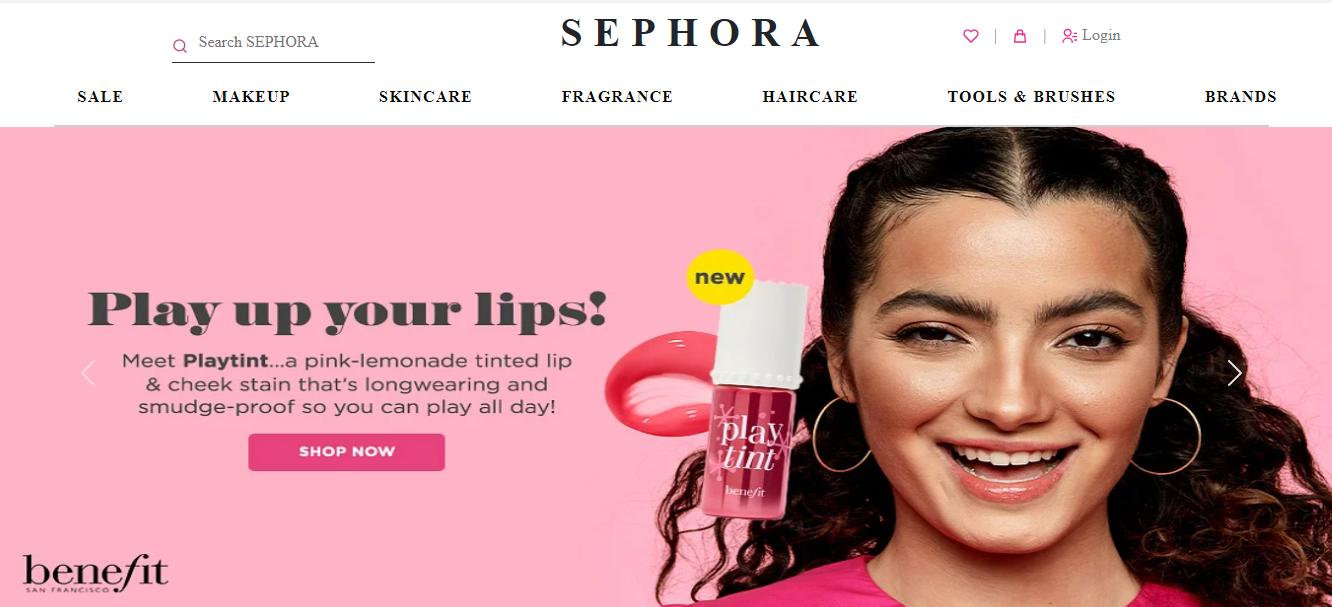 Search SEPHORA
SEPHORA
Login
SALE MAKEUP SKINCARE FRAGRANCE HAIRCARE TOOLS & BRUSHES BRANDS
Play up your lips!
Meet Playtint...a pink-lemonade tinted lip
& cheek stain that's longwearing and
smudge-proof so you can play all day!
SHOP NOW
new
play
tint
benefit
benefit
SAN FRANCISCO